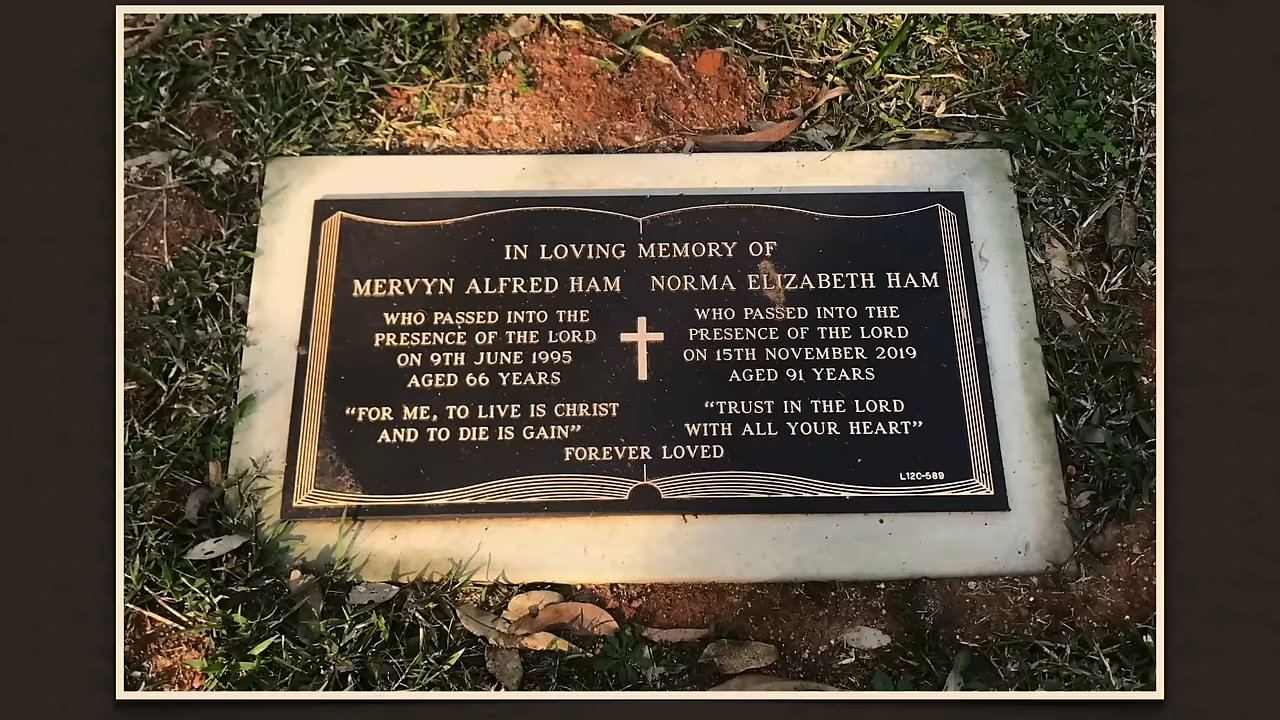 IN LOVING MEMORY OF
MERVYN ALFRED HAM
WHO PASSED INTO THE
PRESENCE OF THE LORD
ON 9TH JUNE 1995
AGED 66 YEARS
"FOR ME, TO LIVE IS CHRIST
AND TO DIE IS GAIN"
NORMA ELIZABETH HAM
WHO PASSED INTO THE
PRESENCE OF THE LORD
ON 15TH NOVEMBER 2019
AGED 91 YEARS
"TRUST IN THE LORD
WITH ALL YOUR HEART"
FOREVER LOVED
L12C-589